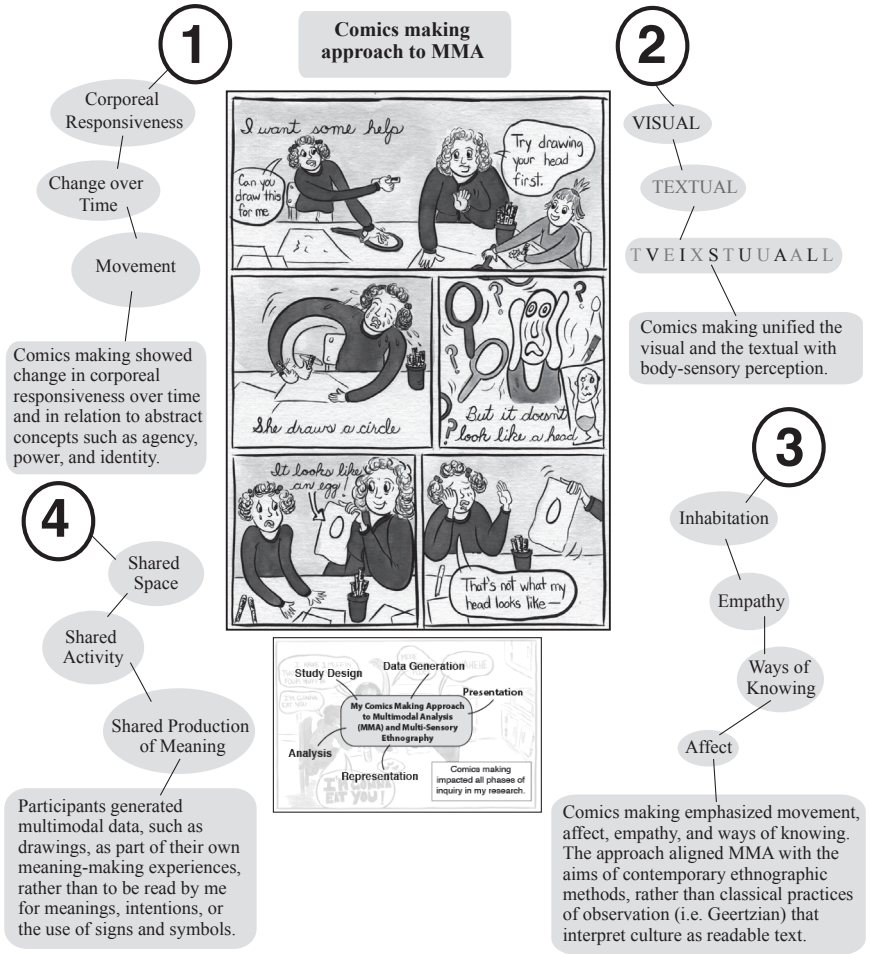 Comics making
approach to MMA
1
Corporeal
Responsiveness
Change over
Time
Movement
Comics making showed
change in corporeal
responsiveness over time
and in relation to abstract
concepts such as agency,
power, and identity.
2
VISUAL
TEXTUAL
TVEIXSTUUAALL
Comics making unified the
visual and the textual with
body-sensory perception.
I want some help
Can you
draw this
for me
Try drawing
your head
first.
She draws a circle
But it doesn't
look like a head
It looks like
an egg!
That's not what my
head looks like—
3
Inhabitation
Empathy
Ways of
Knowing
Affect
Comics making emphasized movement,
affect, empathy, and ways of knowing.
The approach aligned MMA with the
aims of contemporary ethnographic
methods, rather than classical practices
of observation (i.e. Geertzian) that
interpret culture as readable text.
4
Shared
Space
Shared
Activity
Shared Production
of Meaning
Participants generated
multimodal data, such as
drawings, as part of their own
meaning-making experiences,
rather than to be read by me
for meanings, intentions, or
the use of signs and symbols.
Study Design
Data Generation
Presentation
My Comics Making Approach
to Multimodal Analysis
(MMA) and Multi-Sensory
Ethnography
Analysis
Representation
Comics making
impacted all phases of
inquiry in my research.
EAT YOU!